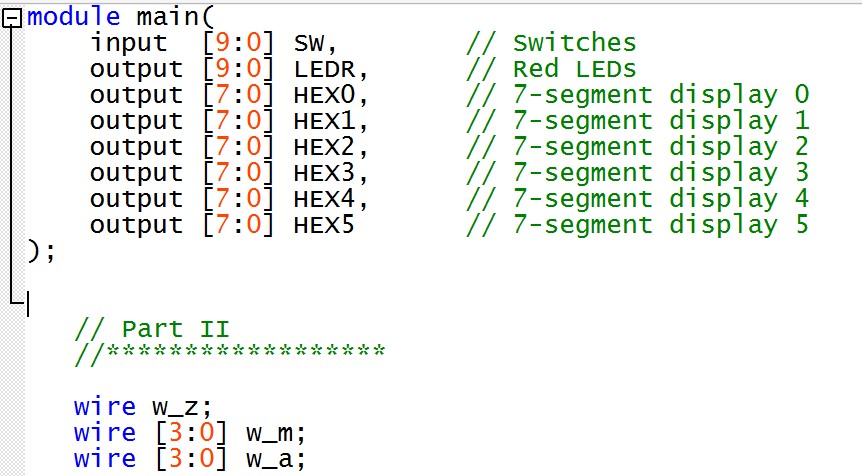 module main(
    input  [9:0] SW,        // Switches
    output [9:0] LEDR,      // Red LEDs
    output [7:0] HEX0,      // 7-segment display 0
    output [7:0] HEX1,      // 7-segment display 1
    output [7:0] HEX2,      // 7-segment display 2
    output [7:0] HEX3,      // 7-segment display 3
    output [7:0] HEX4,      // 7-segment display 4
    output [7:0] HEX5       // 7-segment display 5
);
   // Part II
   //******************
   wire w_z;
   wire [3:0] w_m;
   wire [3:0] w_a;